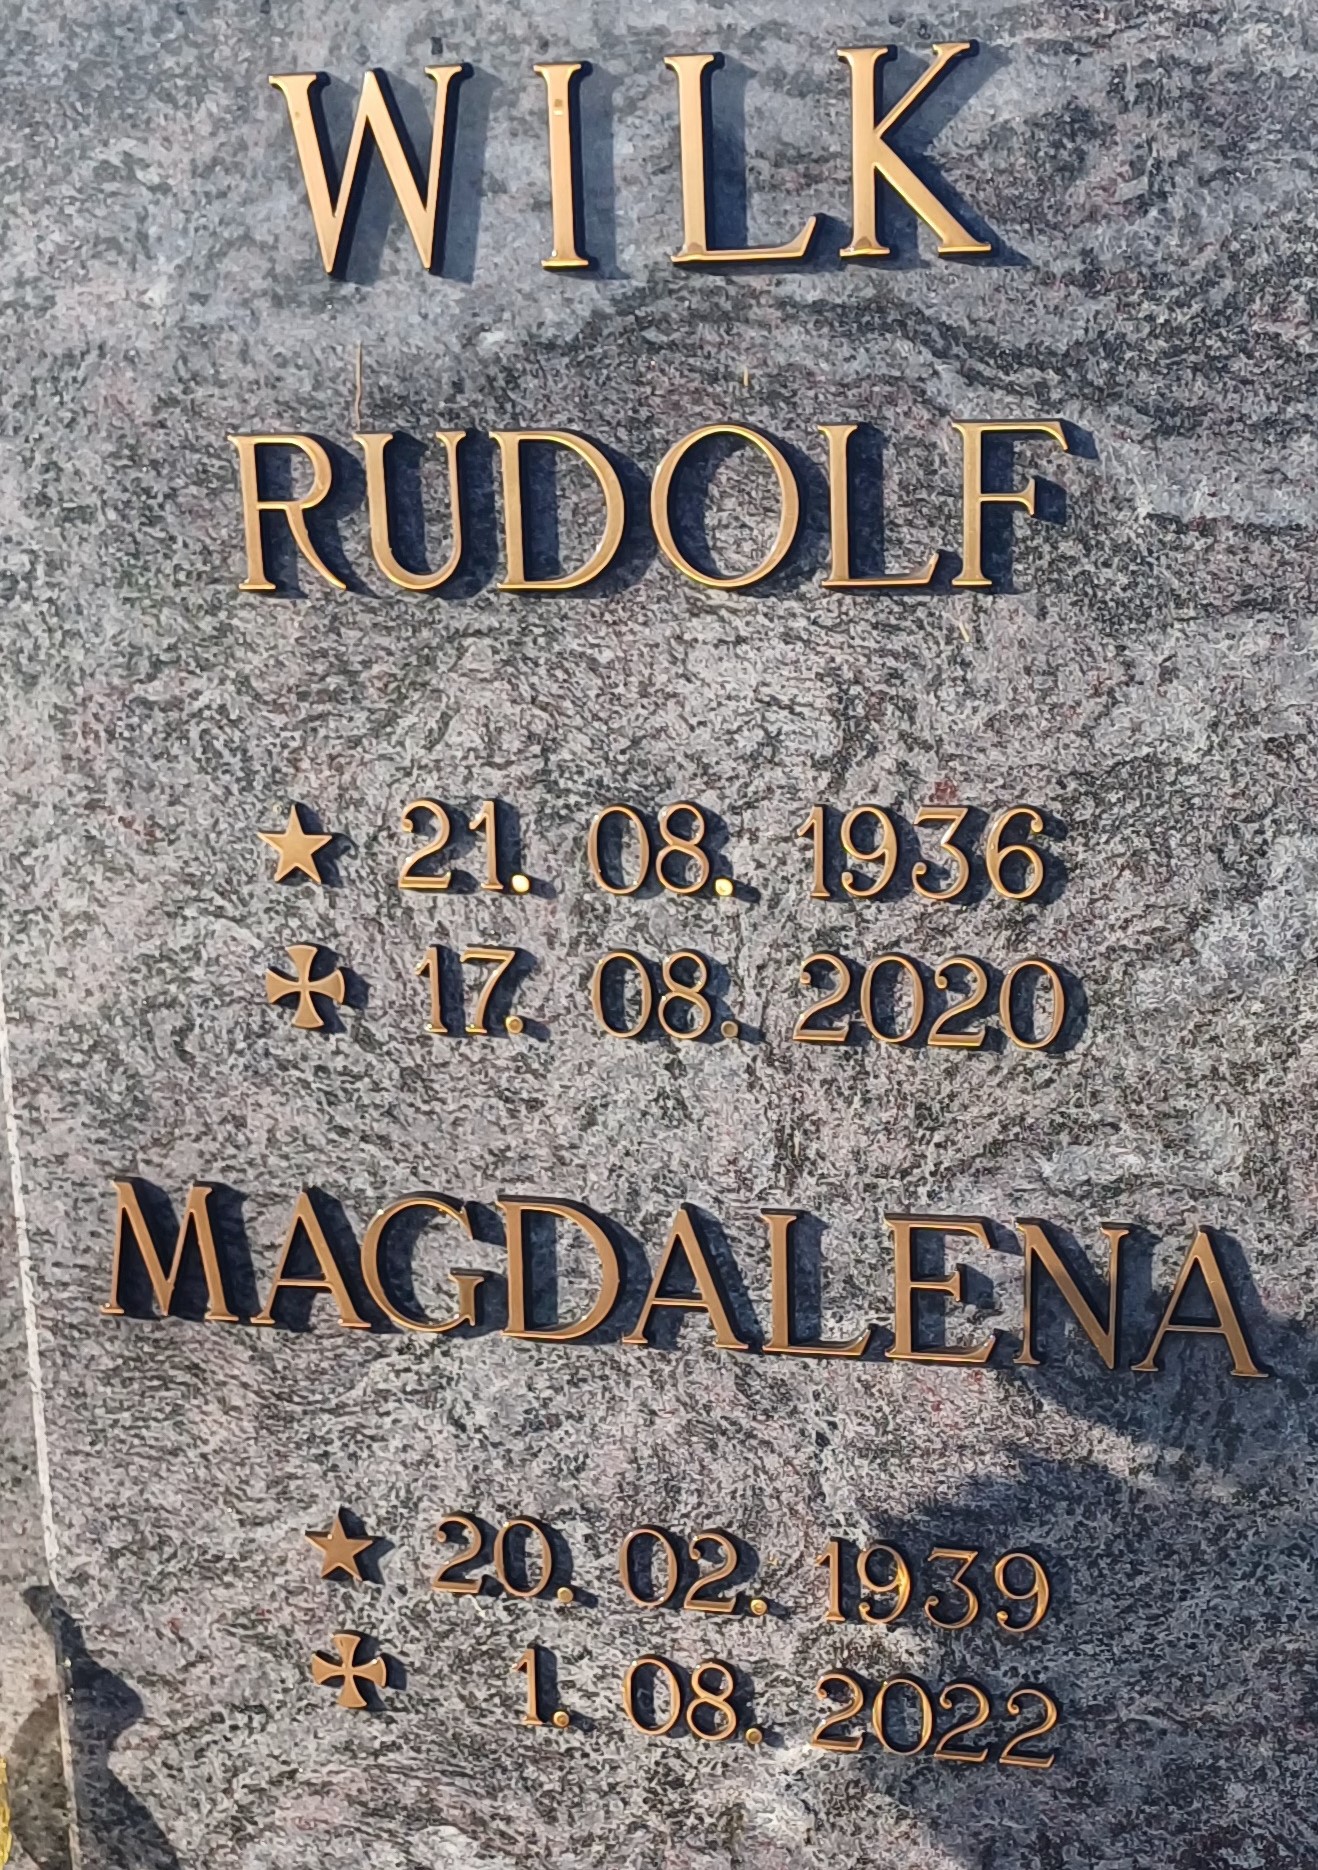 WILK
RUDOLF
★ 21. 08. 1936
✠ 17. 08. 2020
MAGDALENA
★ 20. 02. 1939
✠ 1. 08. 2022